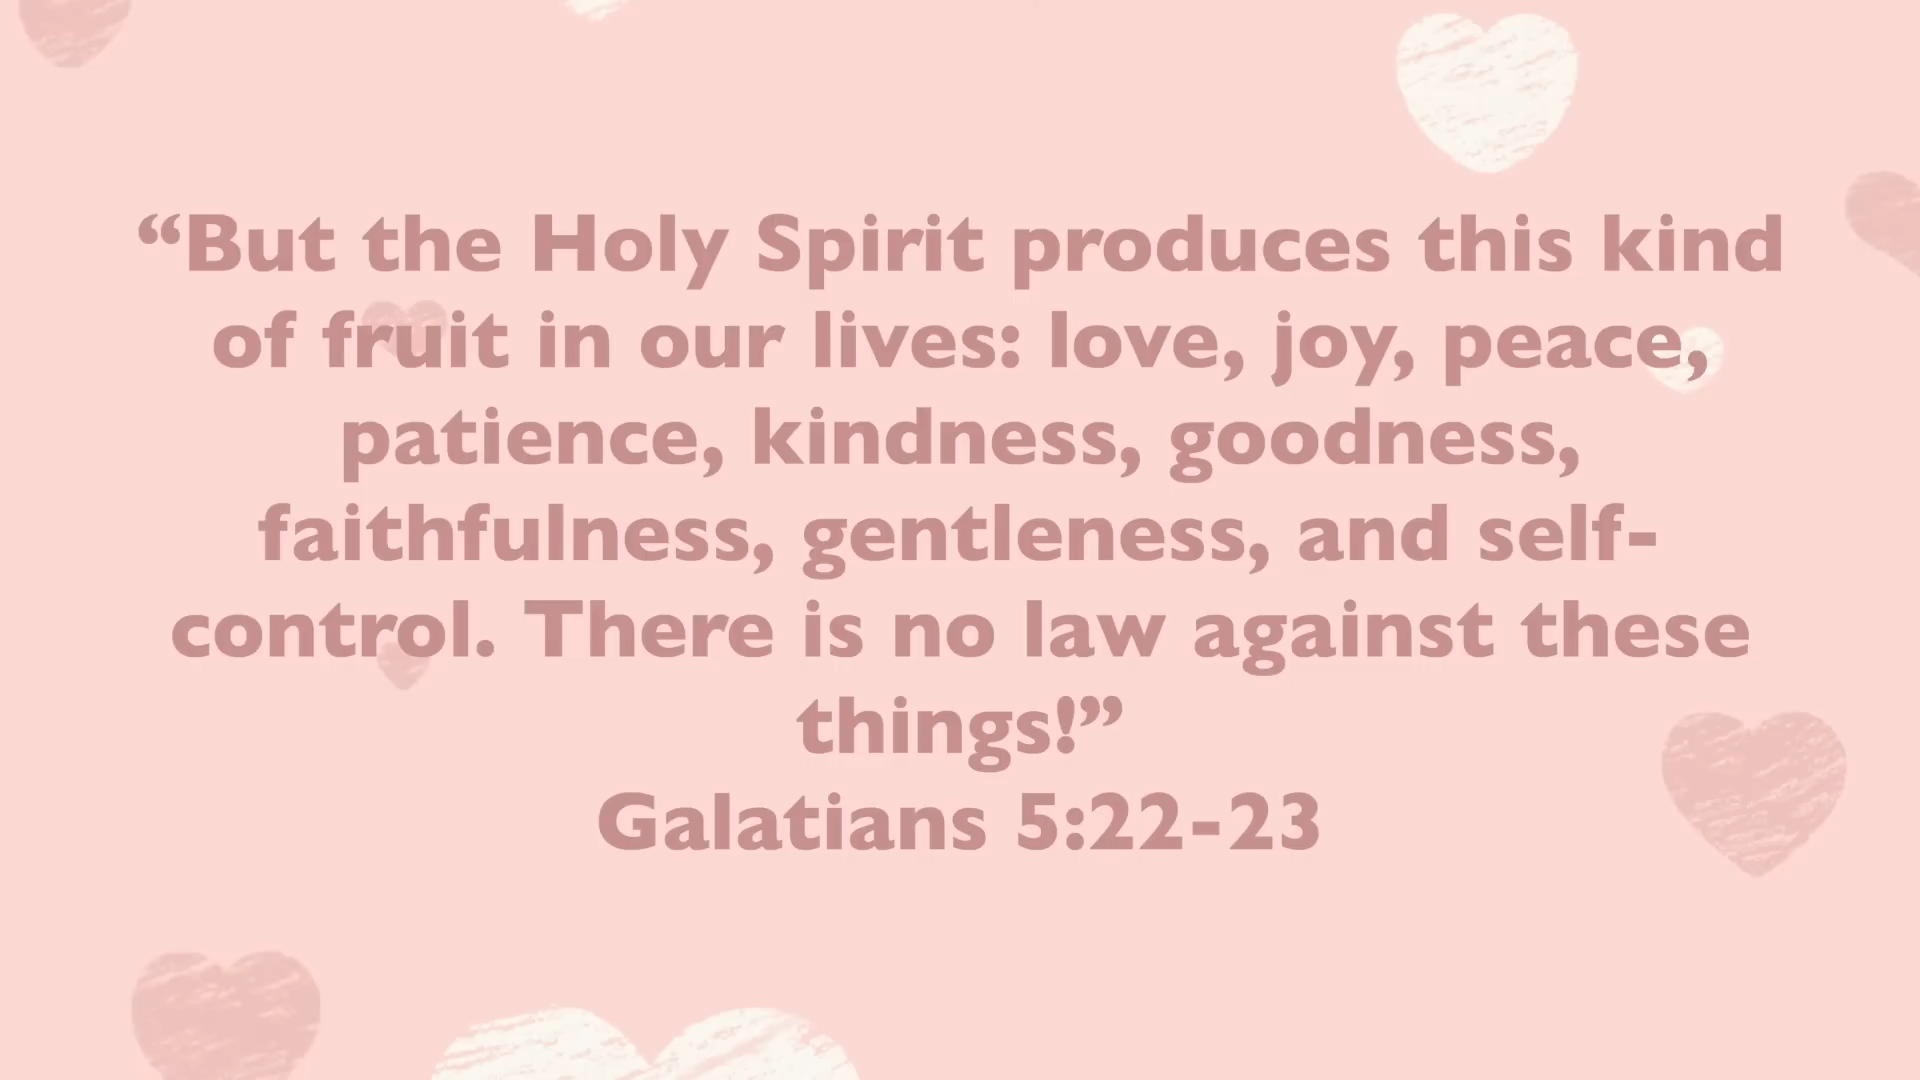 “But the Holy Spirit produces this kind
of fruit in our lives: love, joy, peace,
patience, kindness, goodness,
faithfulness, gentleness, and self-
control. There is no law against these
things!”
Galatians 5:22-23